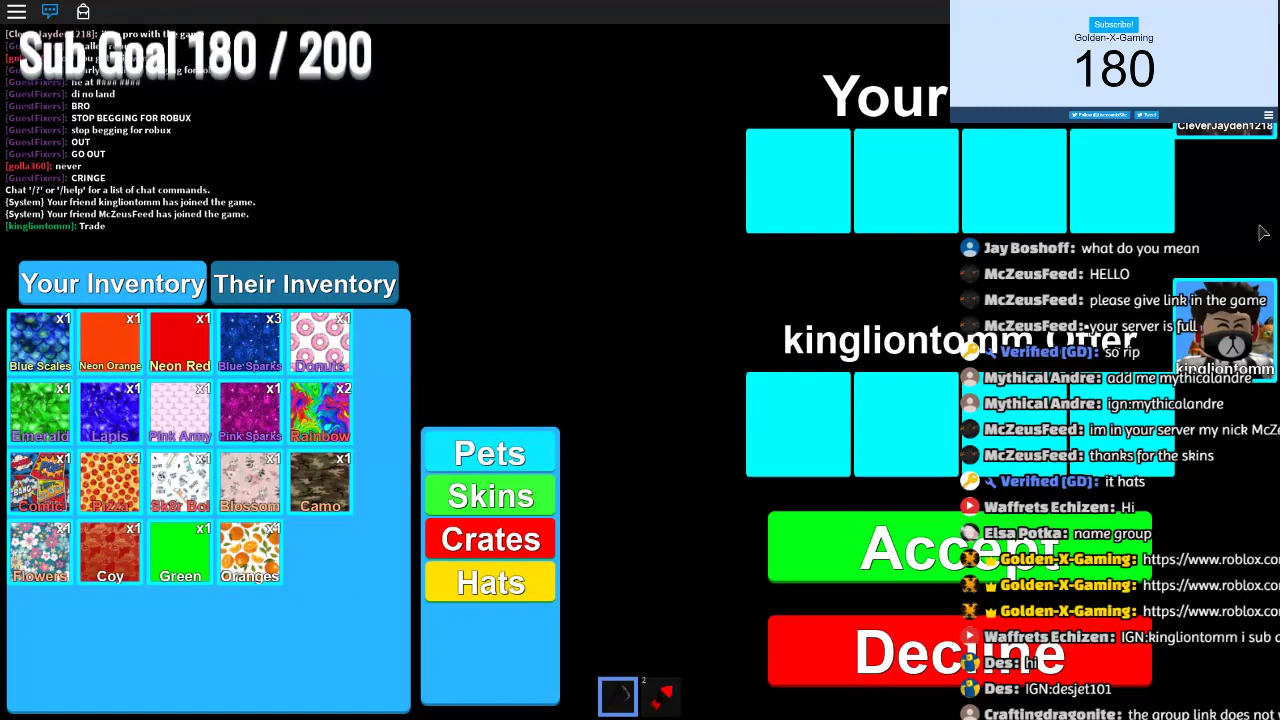 Sub Goal 180 / 200
[GuestFixers]: he at #### ####
[GuestFixers]: di no land
[GuestFixers]: BRO
[GuestFixers]: STOP BEGGING FOR ROBUX
[GuestFixers]: stop begging for robux
[GuestFixers]: OUT
[GuestFixers]: GO OUT
[golla360]: never
[GuestFixers]: CRINGE
Chat '/?' or '/help' for a list of chat commands.
{System} Your friend kingliontomm has joined the game.
{System} Your friend McZeusFeed has joined the game.
[kingliontomm]: Trade
Your Inventory Their Inventory
x1 x1 x1 x3 x1
Blue Scales Neon Orange Neon Red Blue Sparks Donuts
x1 x1 x1 x1 x2
Emerald Lapis Pink Army Pink Sparks Rainbow
x1 x1 x1 x1 x1
Comic Pizza Sk8r Boi Blossom Camo
x1 x1 x1 x1
Flowers Coy Green Oranges
Pets
Skins
Crates
Hats
2
Subscribe!
Golden-X-Gaming
180
Tweet
Your
CleverJayden1218
kingliontomm Offer
kingliontomm
Accept
Decline
Jay Boshoff: what do you mean
McZeusFeed: HELLO
McZeusFeed: please give link in the game
McZeusFeed: your server is full
Verified [GD]: so rip
Mythical Andre: add me mythicalandre
Mythical Andre: ign:mythicalandre
McZeusFeed: im in your server my nick McZe
McZeusFeed: thanks for the skins
Verified [GD]: it hats
Waffrets Echizen: Hi
Elsa Potka: name group
Golden-X-Gaming: https://www.roblox.co
Golden-X-Gaming: https://www.roblox.co
Golden-X-Gaming: https://www.roblox.co
Waffrets Echizen: IGN:kingliontomm i sub a
Des: hi
Des: IGN:desjet101
Craftingdragonite: the group link does not